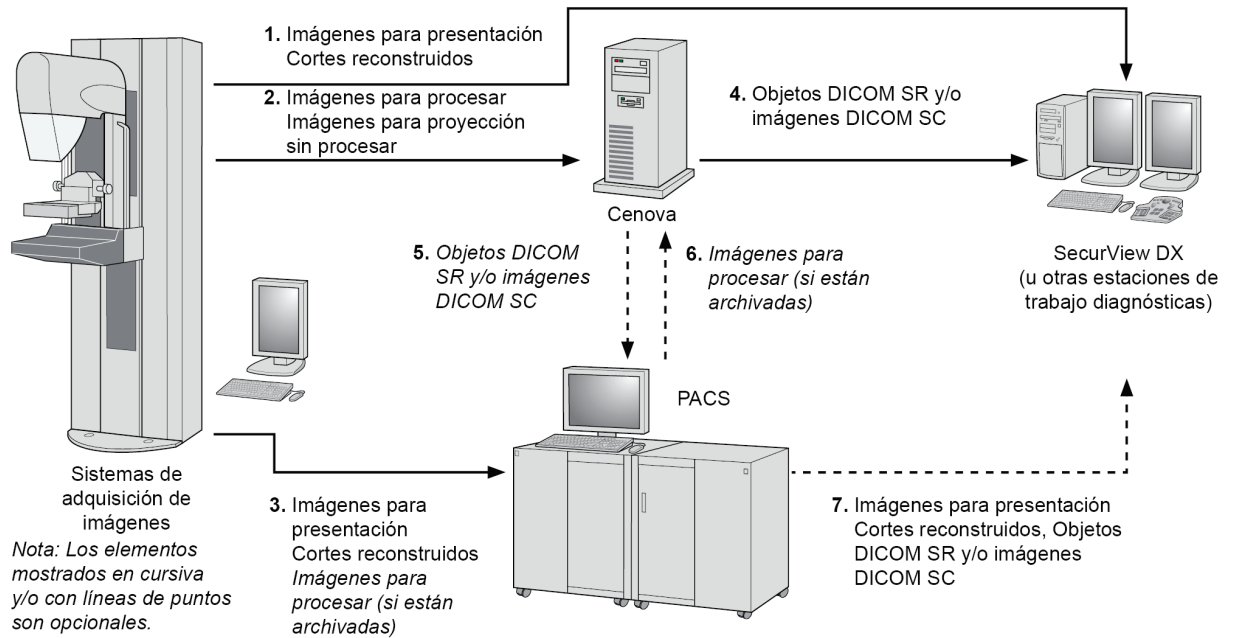 1. Imágenes para presentación
Cortes reconstruidos
2. Imágenes para procesar
Imágenes para proyección
sin procesar
4. Objetos DICOM SR y/o
imágenes DICOM SC
Cenova
5. Objetos DICOM
SR y/o imágenes
DICOM SC
6. Imágenes para
procesar (si están
archivadas)
SecurView DX
(u otras estaciones de
trabajo diagnósticas)
PACS
Sistemas de
adquisición de
imágenes
Nota: Los elementos
mostrados en cursiva
y/o con líneas de puntos
son opcionales.
3. Imágenes para
presentación
Cortes reconstruidos
Imágenes para
procesar (si están
archivadas)
7. Imágenes para presentación
Cortes reconstruidos, Objetos
DICOM SR y/o imágenes
DICOM SC